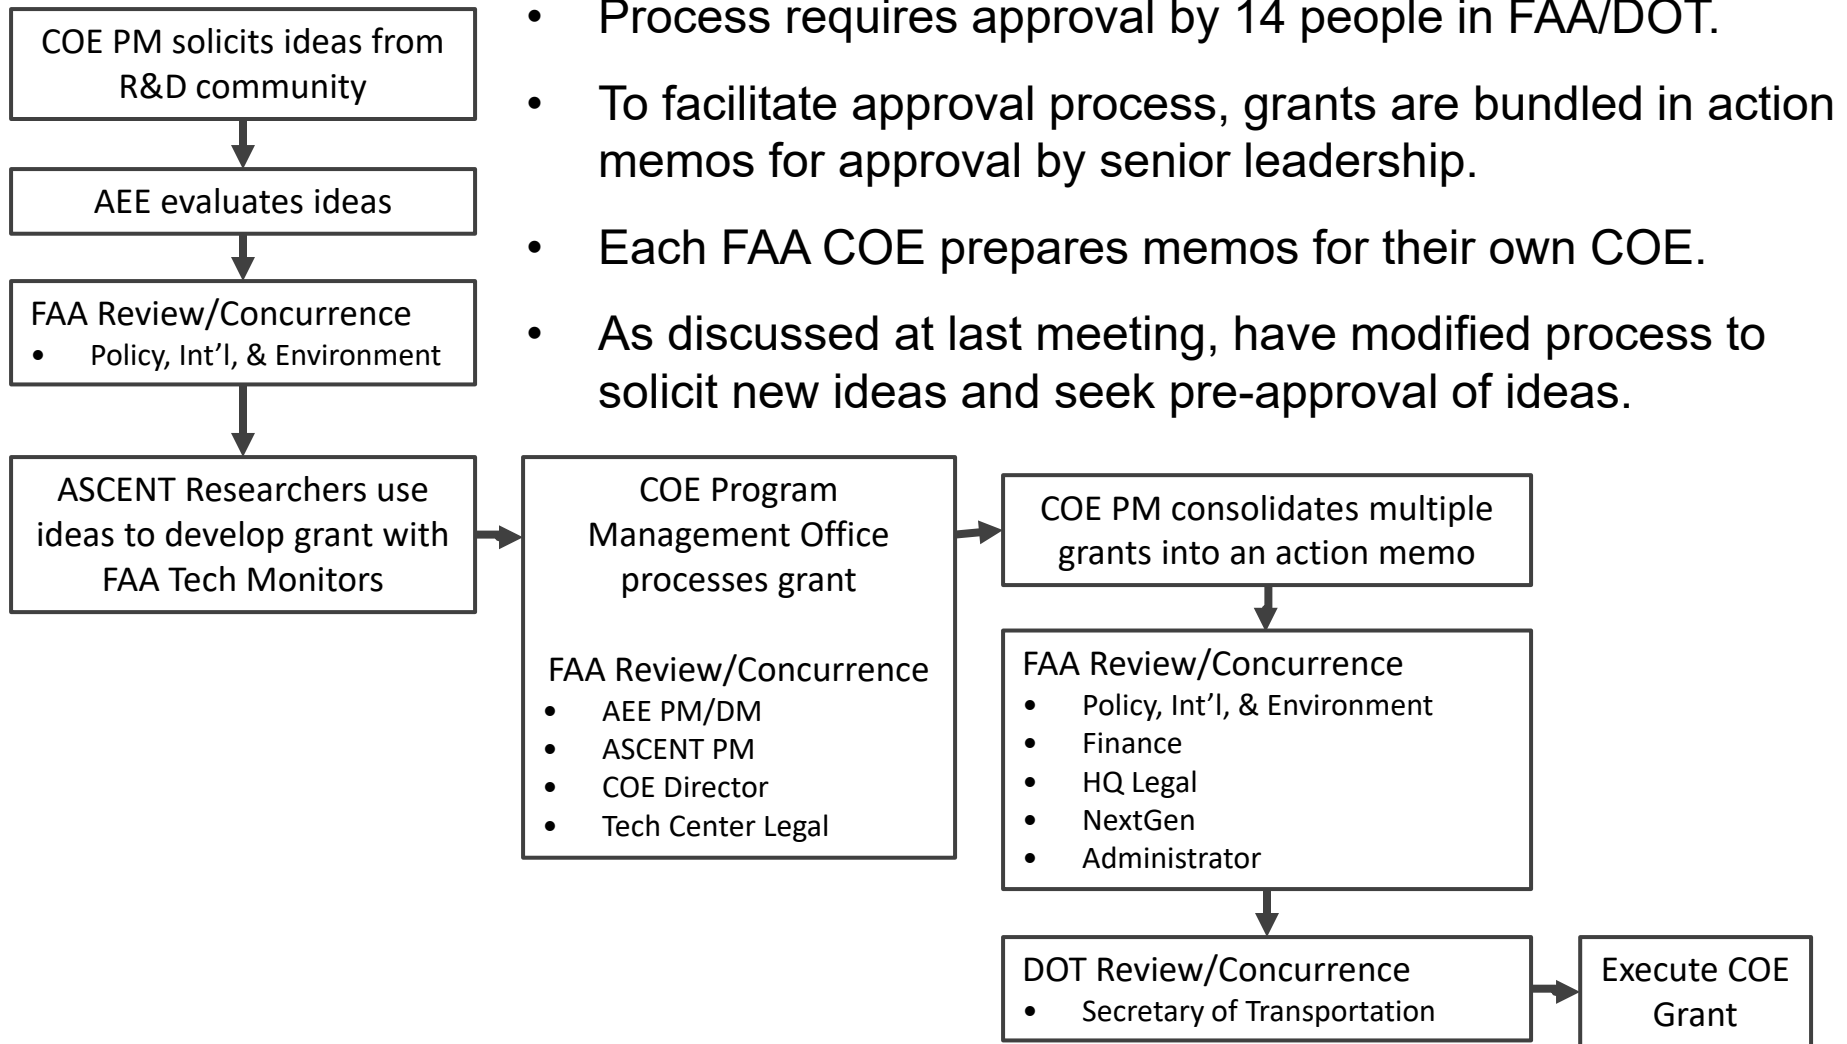 COE PM solicits ideas from
R&D community
AEE evaluates ideas
FAA Review/Concurrence
• Policy, Int’l, & Environment
• Process requires approval by 14 people in FAA/DOT.
• To facilitate approval process, grants are bundled in action
memos for approval by senior leadership.
• Each FAA COE prepares memos for their own COE.
• As discussed at last meeting, have modified process to
solicit new ideas and seek pre-approval of ideas.
ASCENT Researchers use
ideas to develop grant with
FAA Tech Monitors
COE Program
Management Office
processes grant
FAA Review/Concurrence
• AEE PM/DM
• ASCENT PM
• COE Director
• Tech Center Legal
COE PM consolidates multiple
grants into an action memo
FAA Review/Concurrence
• Policy, Int’l, & Environment
• Finance
• HQ Legal
• NextGen
• Administrator
DOT Review/Concurrence
• Secretary of Transportation
Execute COE
Grant